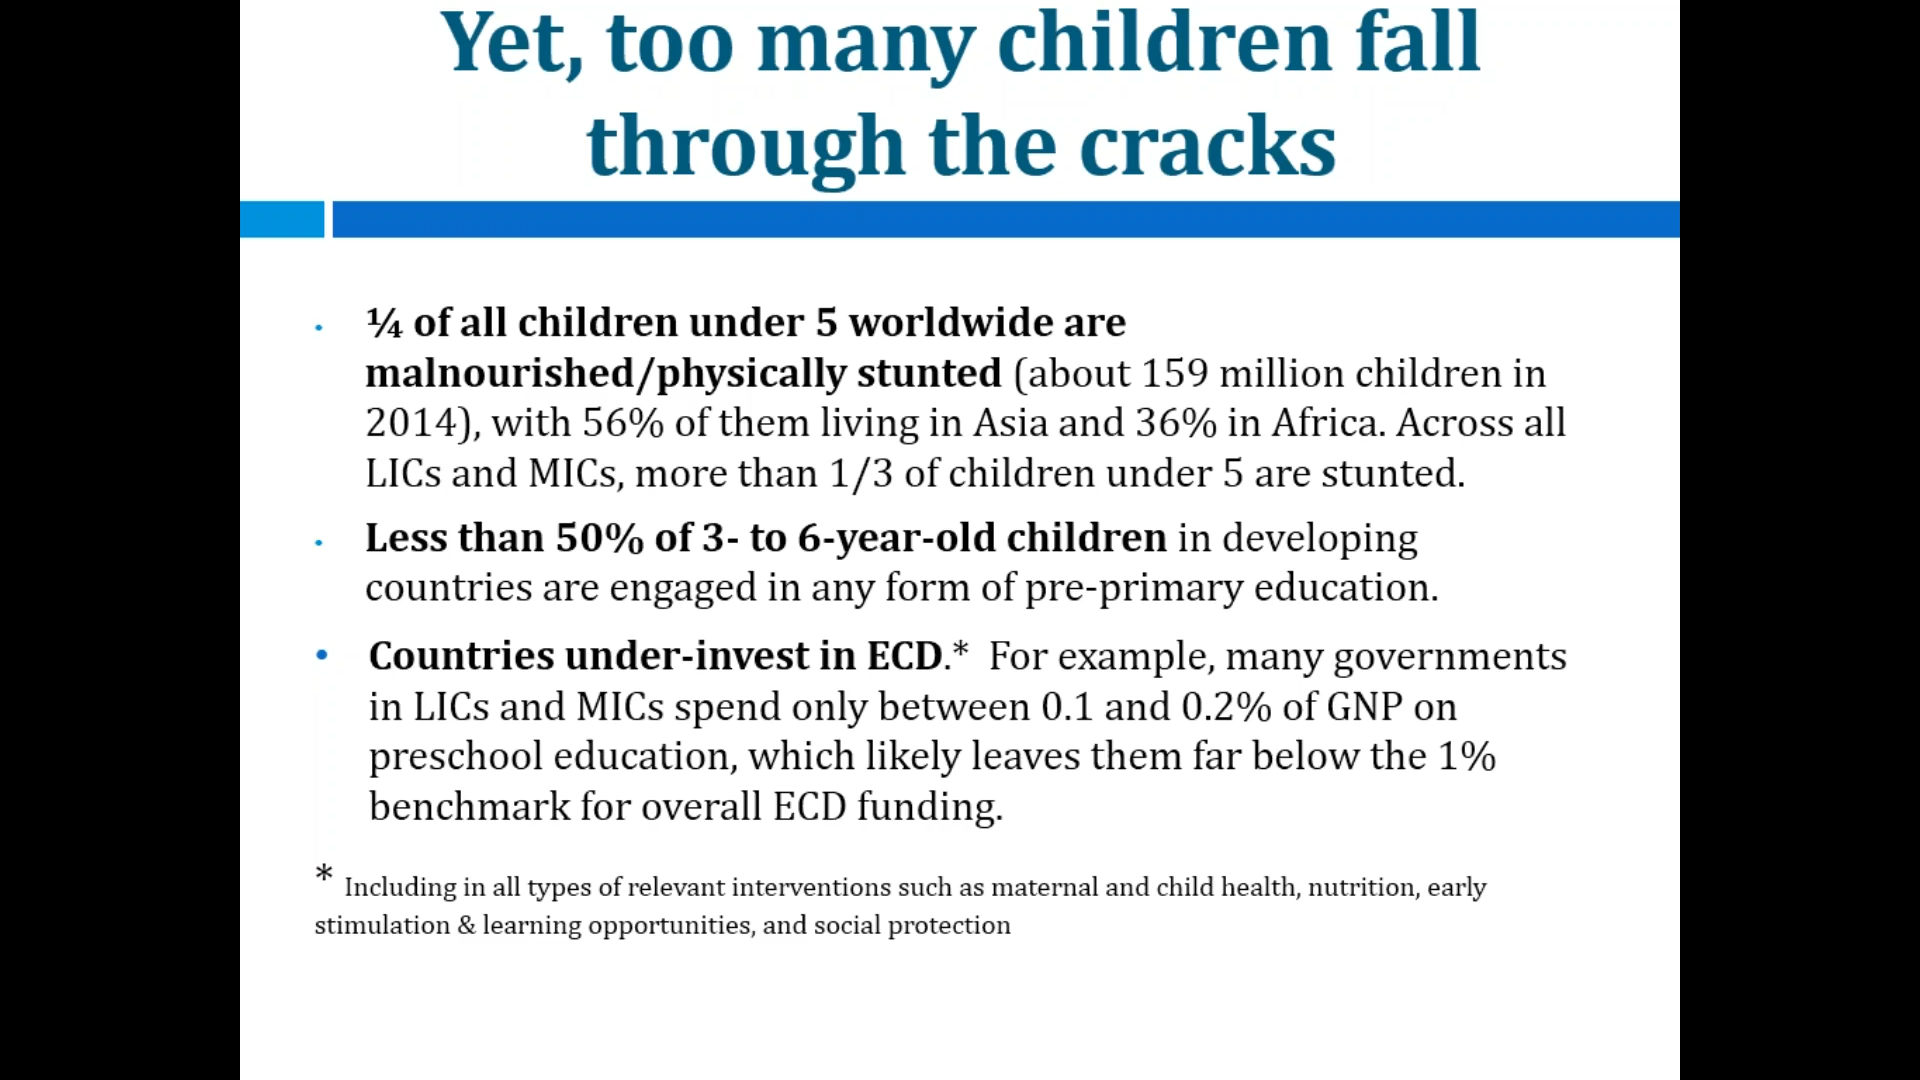 Yet, too many children fall
through the cracks
• ¼ of all children under 5 worldwide are
malnourished/physically stunted (about 159 million children in
2014), with 56% of them living in Asia and 36% in Africa. Across all
LICs and MICs, more than 1/3 of children under 5 are stunted.
• Less than 50% of 3- to 6-year-old children in developing
countries are engaged in any form of pre-primary education.
• Countries under-invest in ECD.* For example, many governments
in LICs and MICs spend only between 0.1 and 0.2% of GNP on
preschool education, which likely leaves them far below the 1%
benchmark for overall ECD funding.
* Including in all types of relevant interventions such as maternal and child health, nutrition, early
stimulation & learning opportunities, and social protection